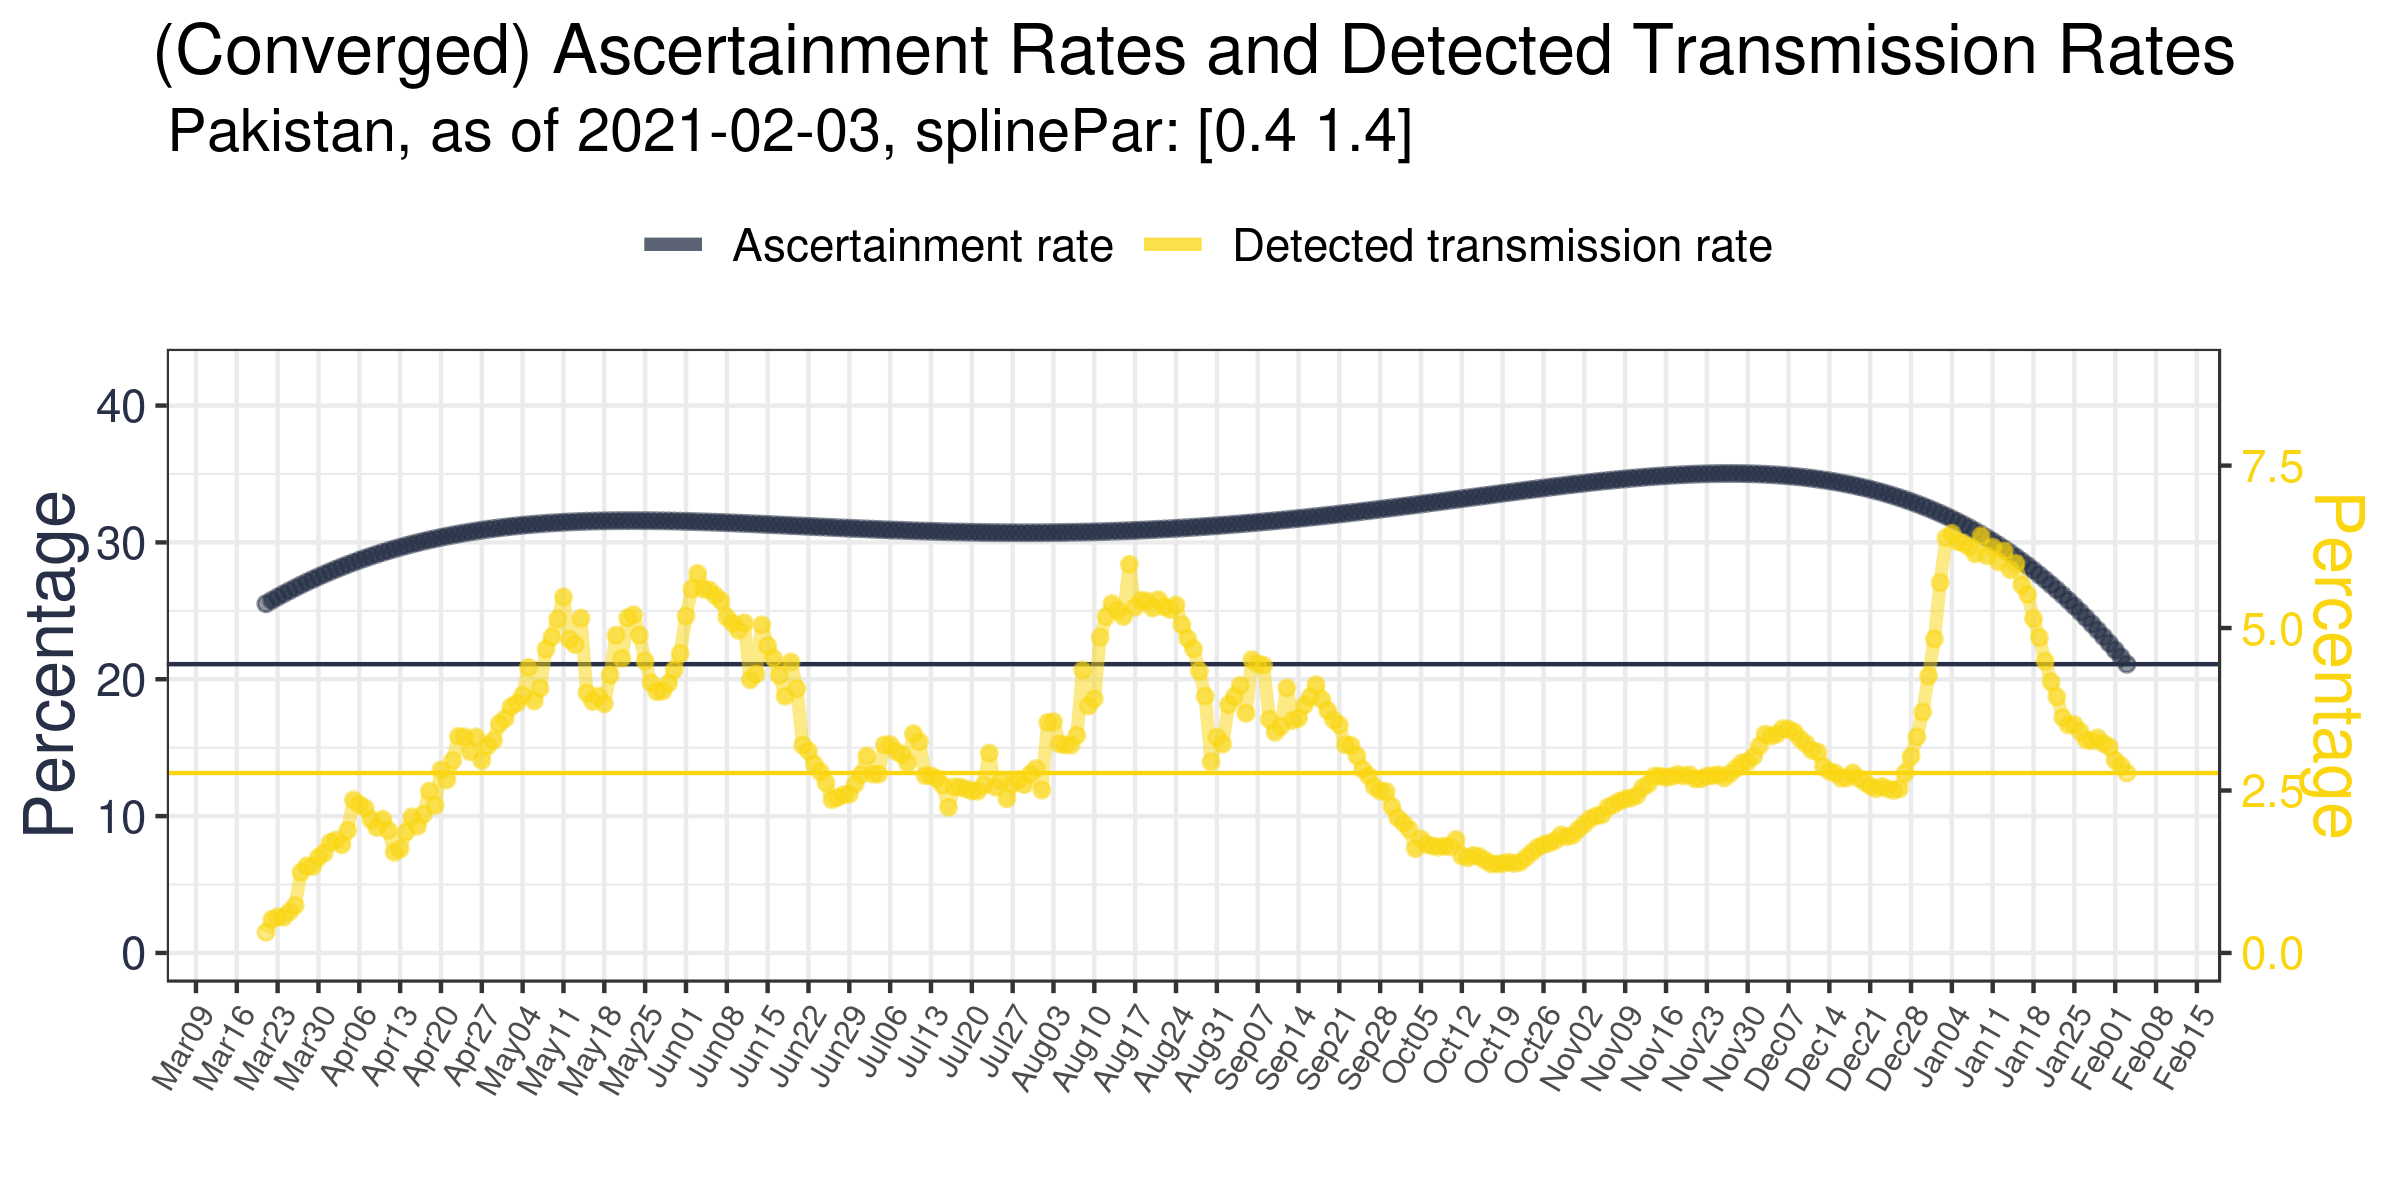 (Converged) Ascertainment Rates and Detected Transmission Rates
Pakistan, as of 2021-02-03, splinePar: [0.4 1.4]
Ascertainment rate
Detected transmission rate
Percentage
40
30
20
10
0
7.5
5.0
2.5
0.0
Percentage
Mar09
Mar16
Mar23
Mar30
Apr06
Apr13
Apr20
Apr27
May04
May11
May18
May25
Jun01
Jun08
Jun15
Jun22
Jun29
Jul06
Jul13
Jul20
Jul27
Aug03
Aug10
Aug17
Aug24
Aug31
Sep07
Sep14
Sep21
Sep28
Oct05
Oct12
Oct19
Oct26
Nov02
Nov09
Nov16
Nov23
Nov30
Dec07
Dec14
Dec21
Dec28
Jan04
Jan11
Jan18
Jan25
Feb01
Feb08
Feb15